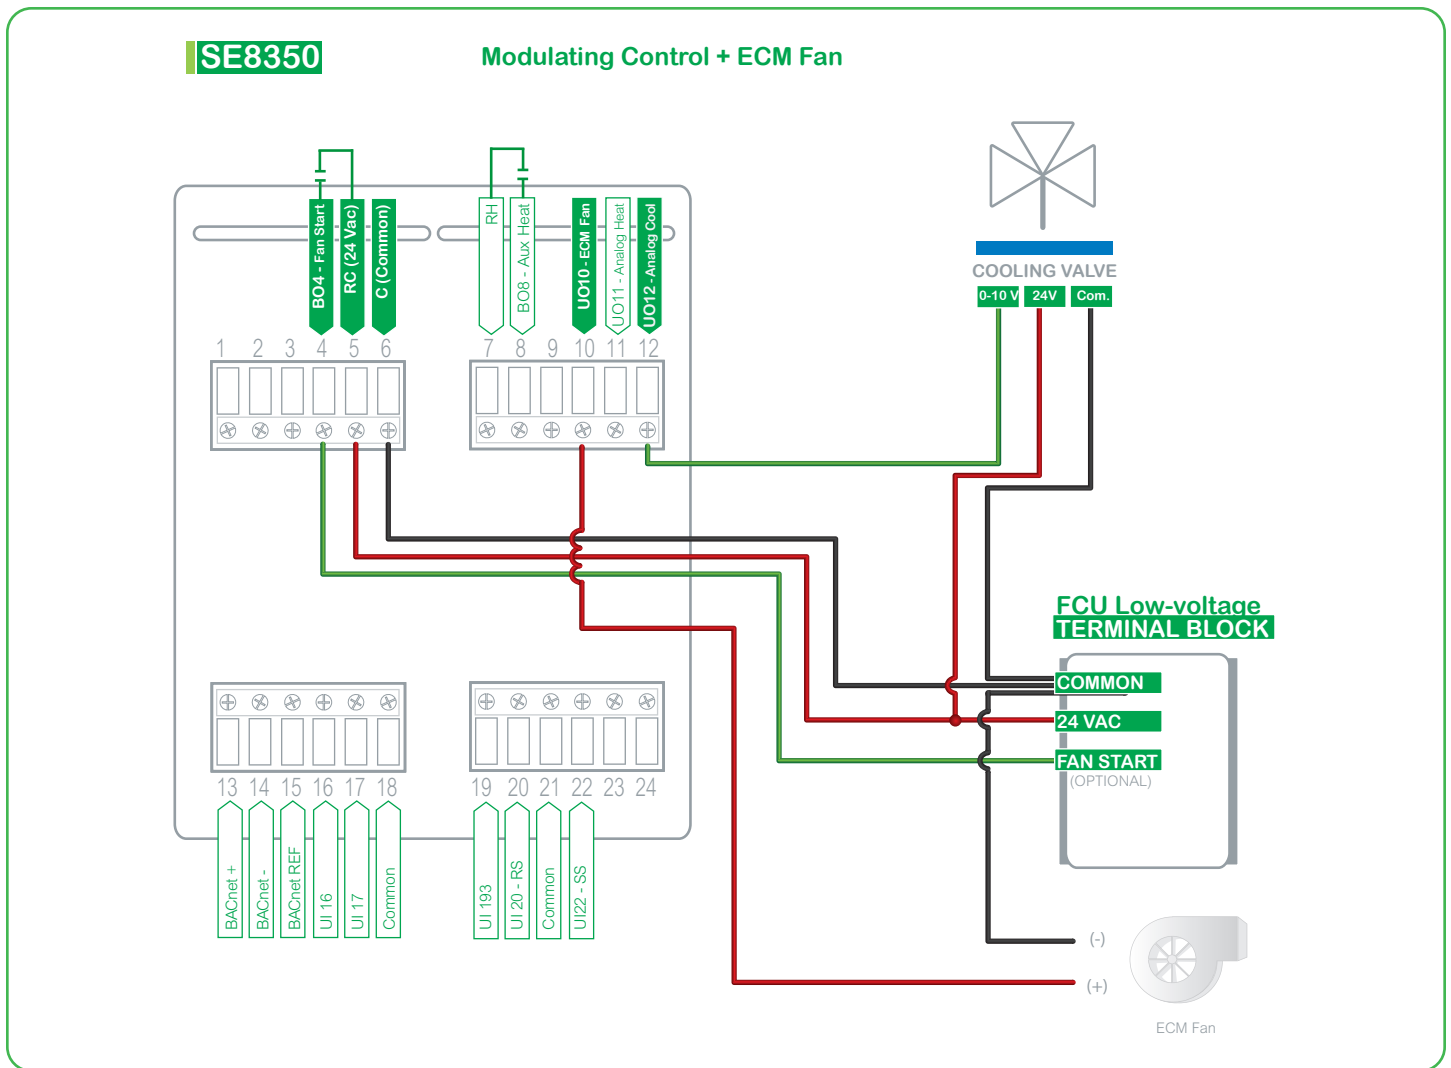 SE8350
Modulating Control + ECM Fan
BO4 - Fan Start
RC (24 Vac)
C (Common)
RH
BO8 - Aux Heat
UO10 - ECM Fan
UO11 - Analog Heat
UO12 - Analog Cool
1 2 3 4 5 6
7 8 9 10 11 12
COOLING VALVE
0-10 V 24V Com.
FCU Low-voltage
TERMINAL BLOCK
COMMON
24 VAC
FAN START
(OPTIONAL)
13 14 15 16 17 18
19 20 21 22 23 24
BACnet +
BACnet -
BACnet REF
UI 16
UI 17
Common
UI 193
UI 20 - RS
Common
UI22 - SS
(-)
(+)
ECM Fan